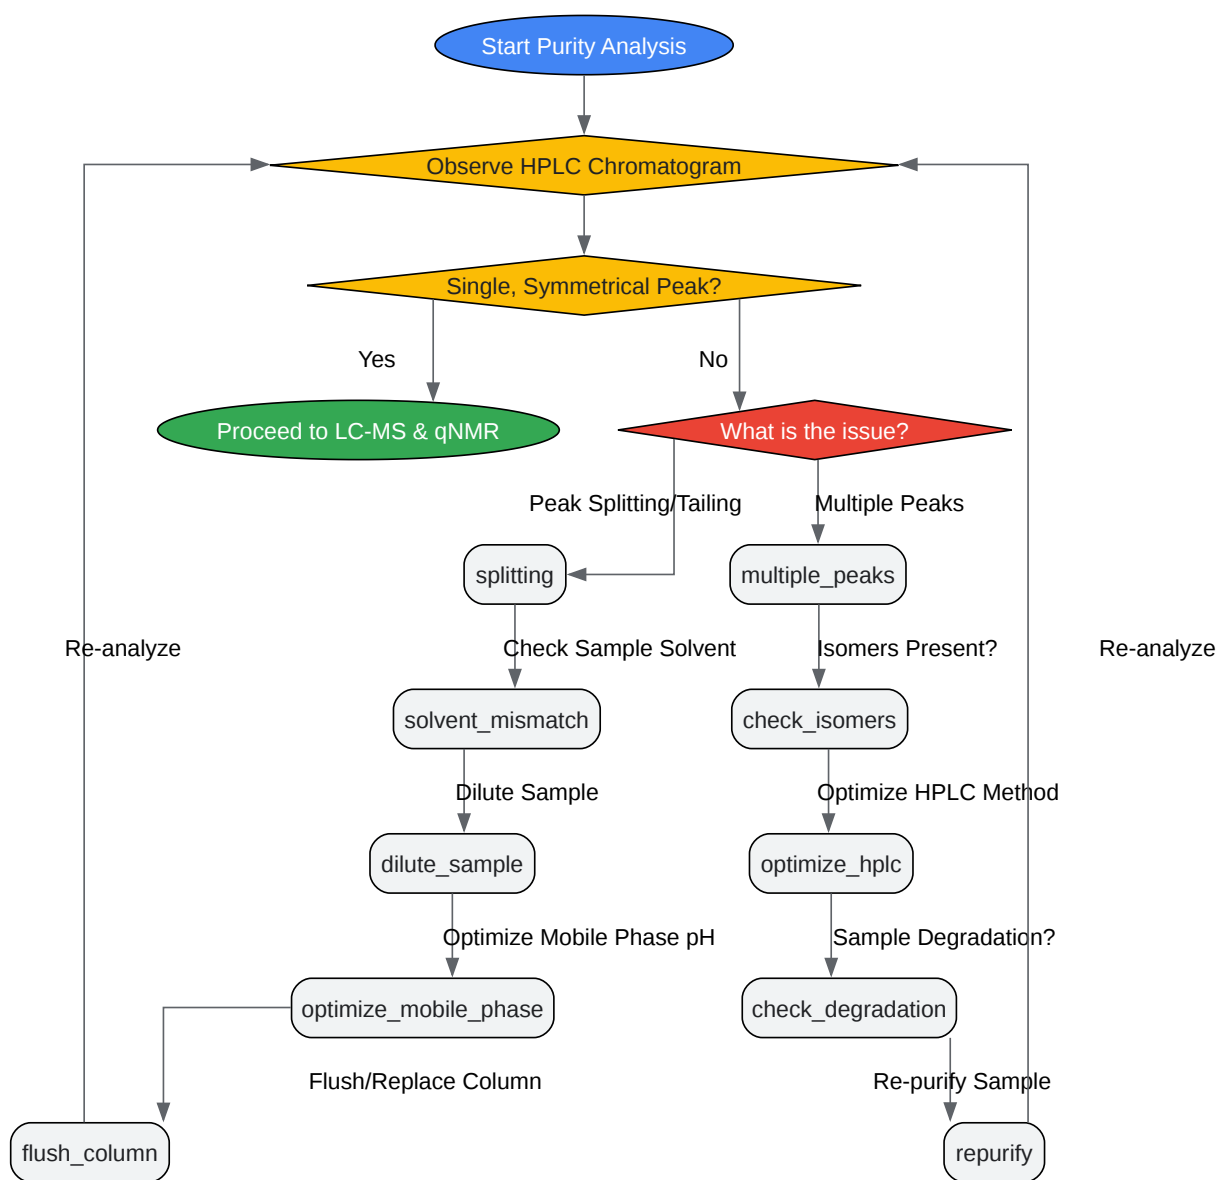 Start Purity Analysis
Observe HPLC Chromatogram
Single, Symmetrical Peak?
Yes
No
Proceed to LC-MS & qNMR
What is the issue?
Peak Splitting/Tailing
Multiple Peaks
splitting
multiple_peaks
Re-analyze
Check Sample Solvent
Isomers Present?
Re-analyze
solvent_mismatch
check_isomers
Dilute Sample
Optimize HPLC Method
dilute_sample
optimize_hplc
Optimize Mobile Phase pH
Sample Degradation?
optimize_mobile_phase
check_degradation
Flush/Replace Column
Re-purify Sample
flush_column
repurify